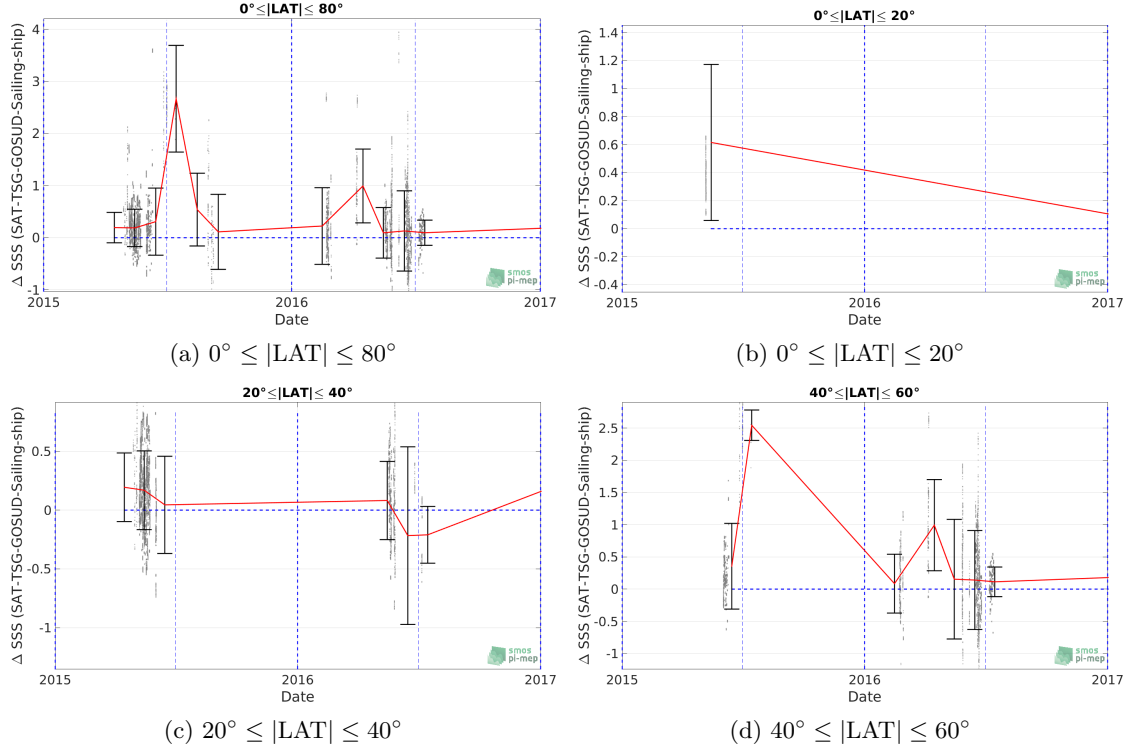 0°≤|LAT|≤ 80°
Δ SSS (SAT-TSG-GOSUD-Sailing-ship)
4
3
2
1
0
-1
2015
2016
2017
Date
smos
pi-mep
(a) 0° ≤ |LAT| ≤ 80°
0°≤|LAT|≤ 20°
Δ SSS (SAT-TSG-GOSUD-Sailing-ship)
1.4
1.2
1
0.8
0.6
0.4
0.2
0
-0.2
-0.4
2015
2016
2017
Date
smos
pi-mep
(b) 0° ≤ |LAT| ≤ 20°
20°≤|LAT|≤ 40°
Δ SSS (SAT-TSG-GOSUD-Sailing-ship)
0.5
0
-0.5
-1
2015
2016
2017
Date
smos
pi-mep
(c) 20° ≤ |LAT| ≤ 40°
40°≤|LAT|≤ 60°
Δ SSS (SAT-TSG-GOSUD-Sailing-ship)
2.5
2
1.5
1
0.5
0
-0.5
-1
2015
2016
2017
Date
smos
pi-mep
(d) 40° ≤ |LAT| ≤ 60°